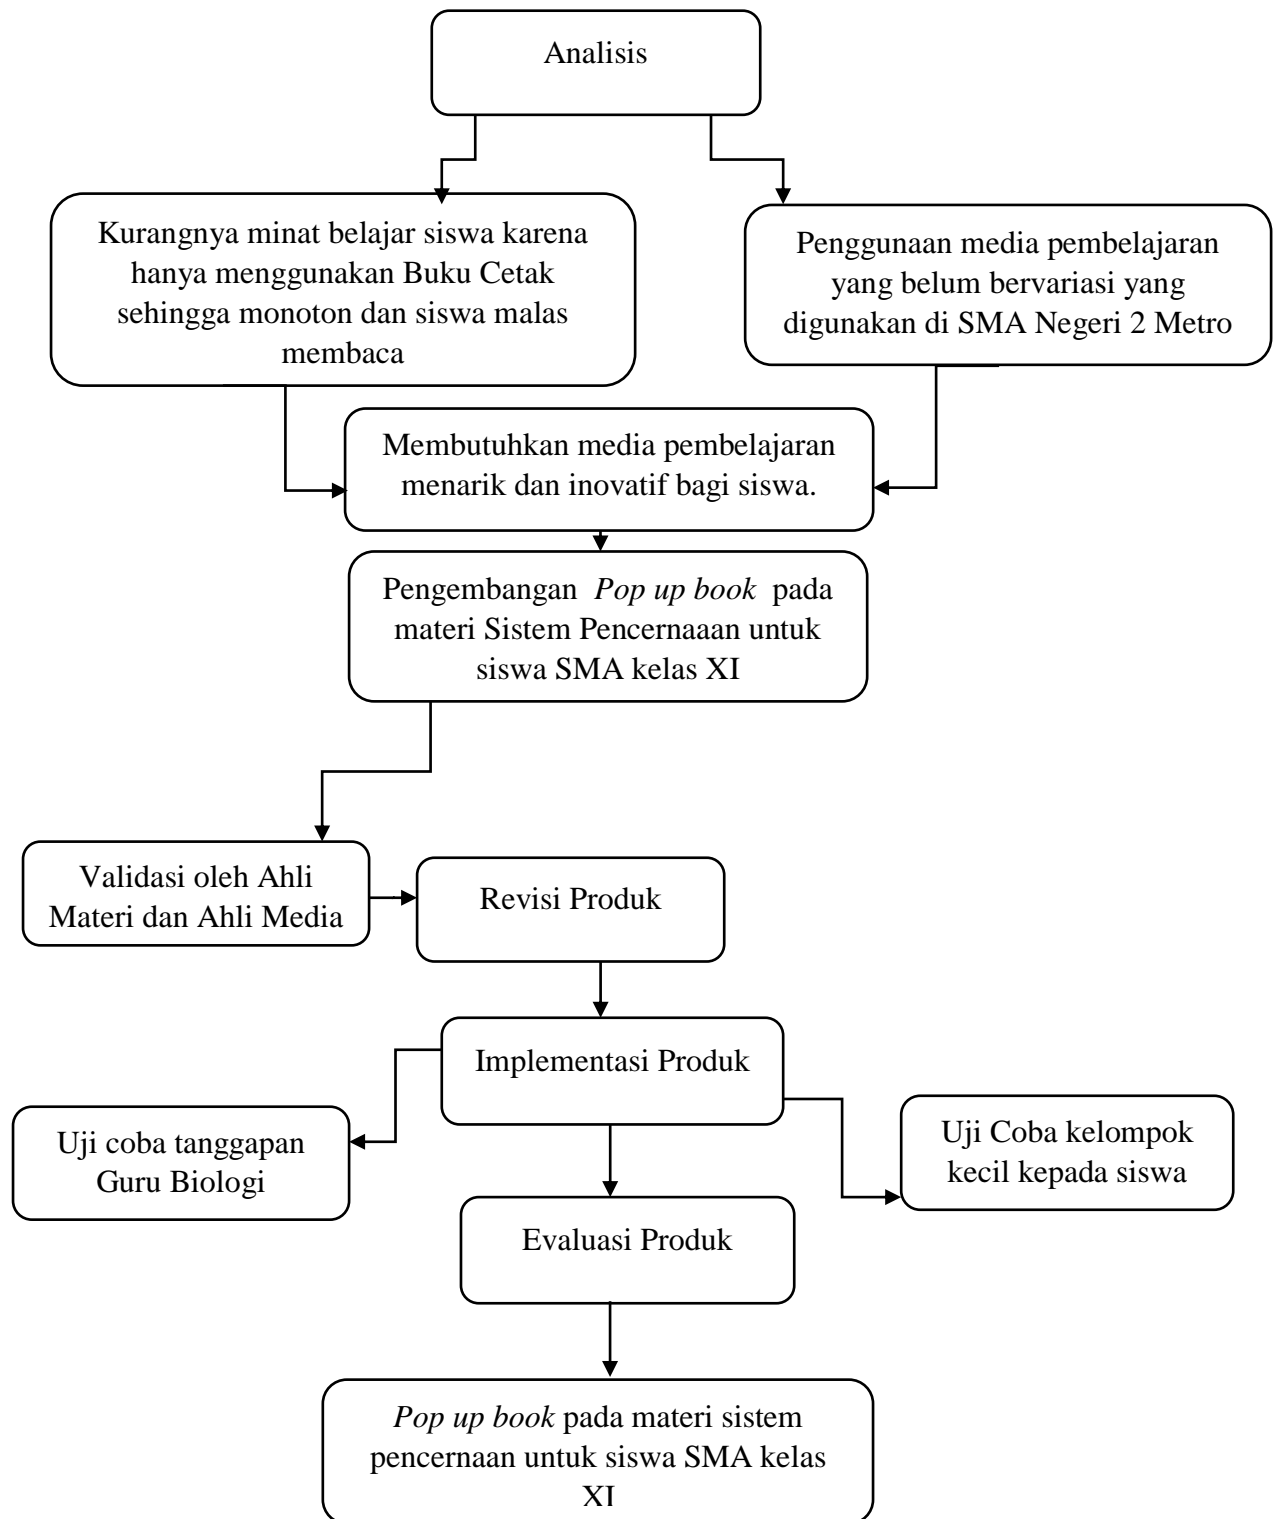 Analisis
Kurangnya minat belajar siswa karena
hanya menggunakan Buku Cetak
sehingga monoton dan siswa malas
membaca
Penggunaan media pembelajaran
yang belum bervariasi yang
digunakan di SMA Negeri 2 Metro
Membutuhkan media pembelajaran
menarik dan inovatif bagi siswa.
Pengembangan Pop up book pada
materi Sistem Pencernaaan untuk
siswa SMA kelas XI
Validasi oleh Ahli
Materi dan Ahli Media
Revisi Produk
Implementasi Produk
Uji coba tanggapan
Guru Biologi
Uji Coba kelompok
kecil kepada siswa
Evaluasi Produk
Pop up book pada materi sistem
pencernaan untuk siswa SMA kelas
XI